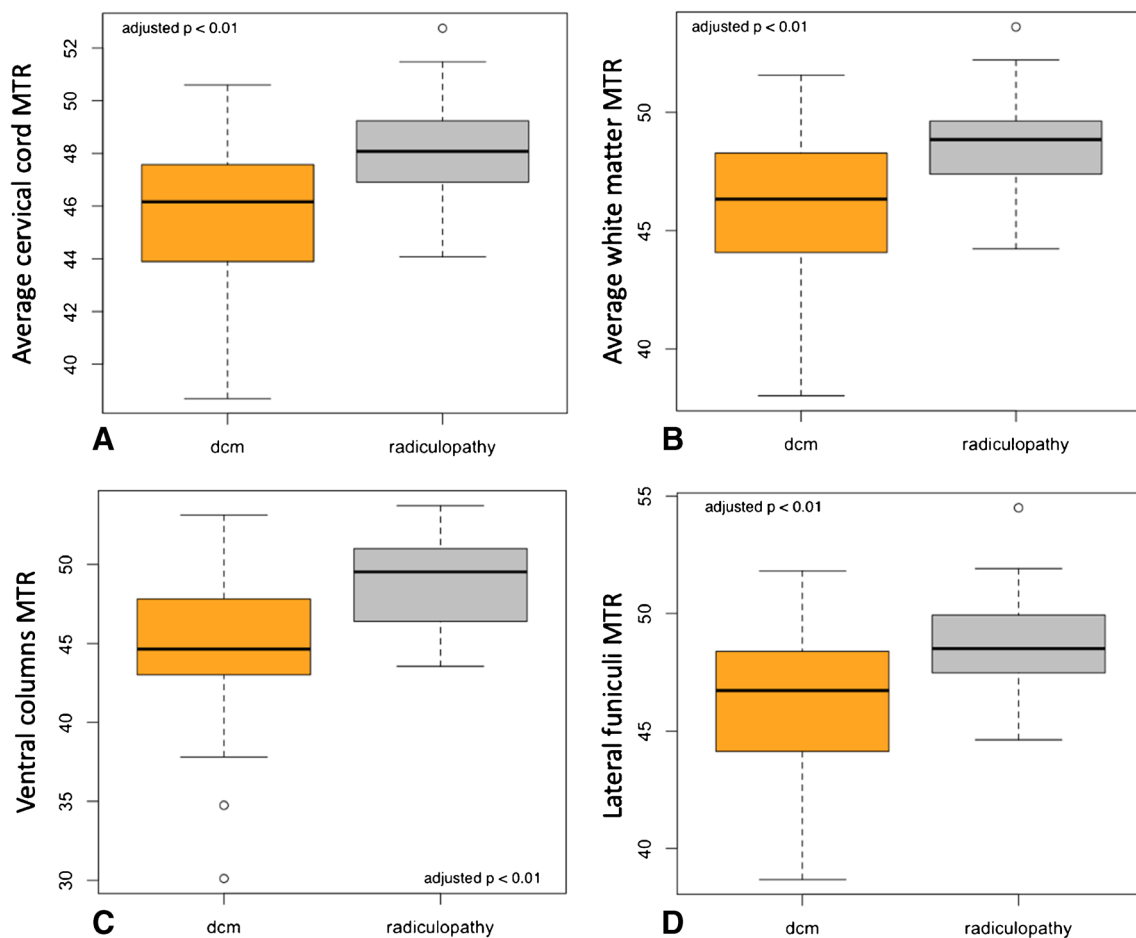 adjusted p < 0.01
Average cervical cord MTR
52
50
48
46
44
42
40
A
dcm
radiculopathy
adjusted p < 0.01
Average white matter MTR
50
45
40
B
dcm
radiculopathy
Ventral columns MTR
50
45
40
35
30
adjusted p < 0.01
C
dcm
radiculopathy
adjusted p < 0.01
Lateral funiculi MTR
55
50
45
40
D
dcm
radiculopathy